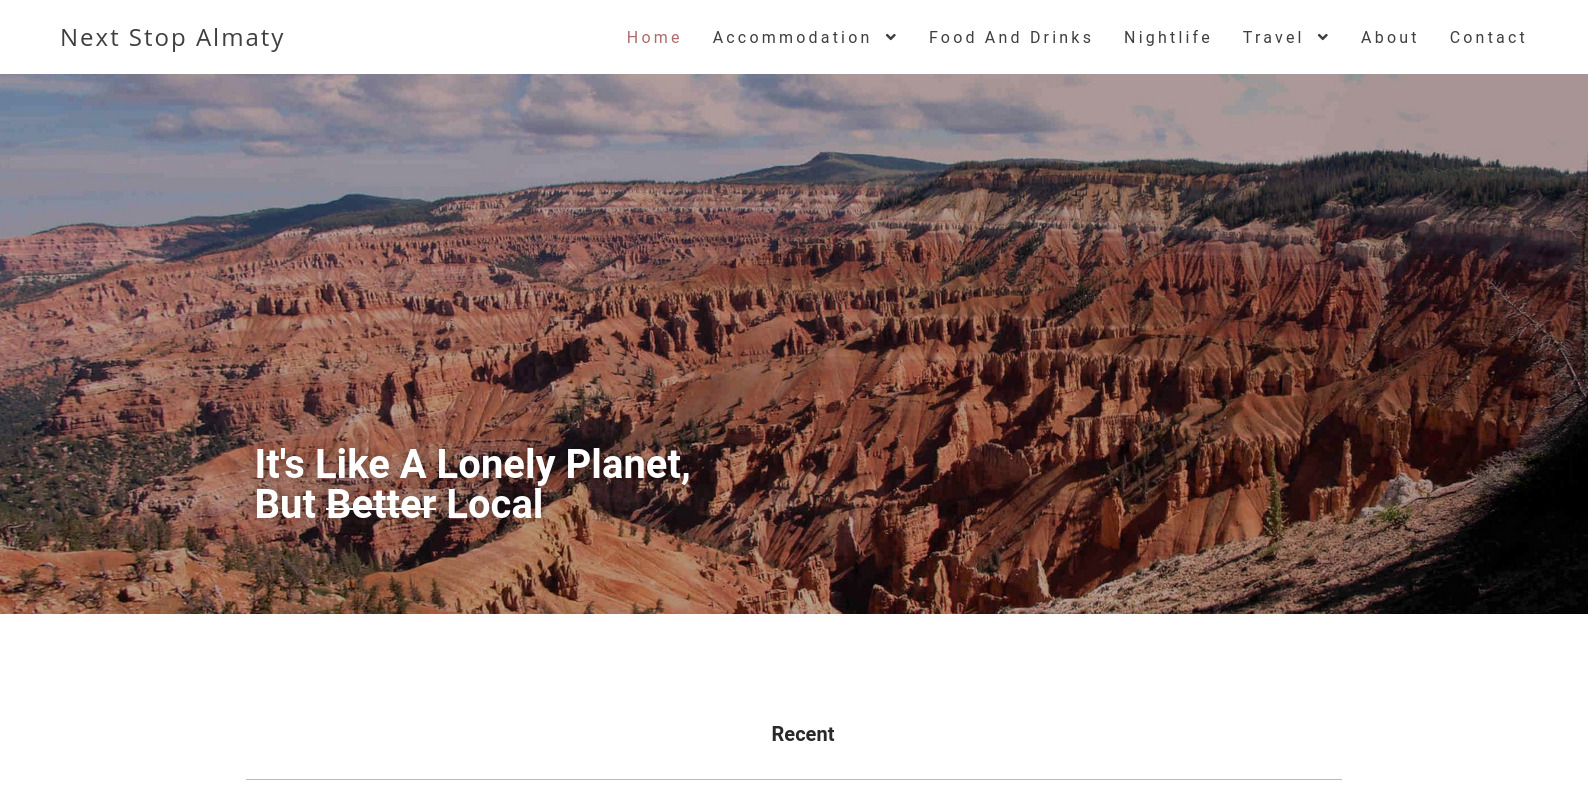 Next Stop Almaty
Home Accommodation Food And Drinks Nightlife Travel About Contact
It's Like A Lonely Planet,
But Better Local
Recent